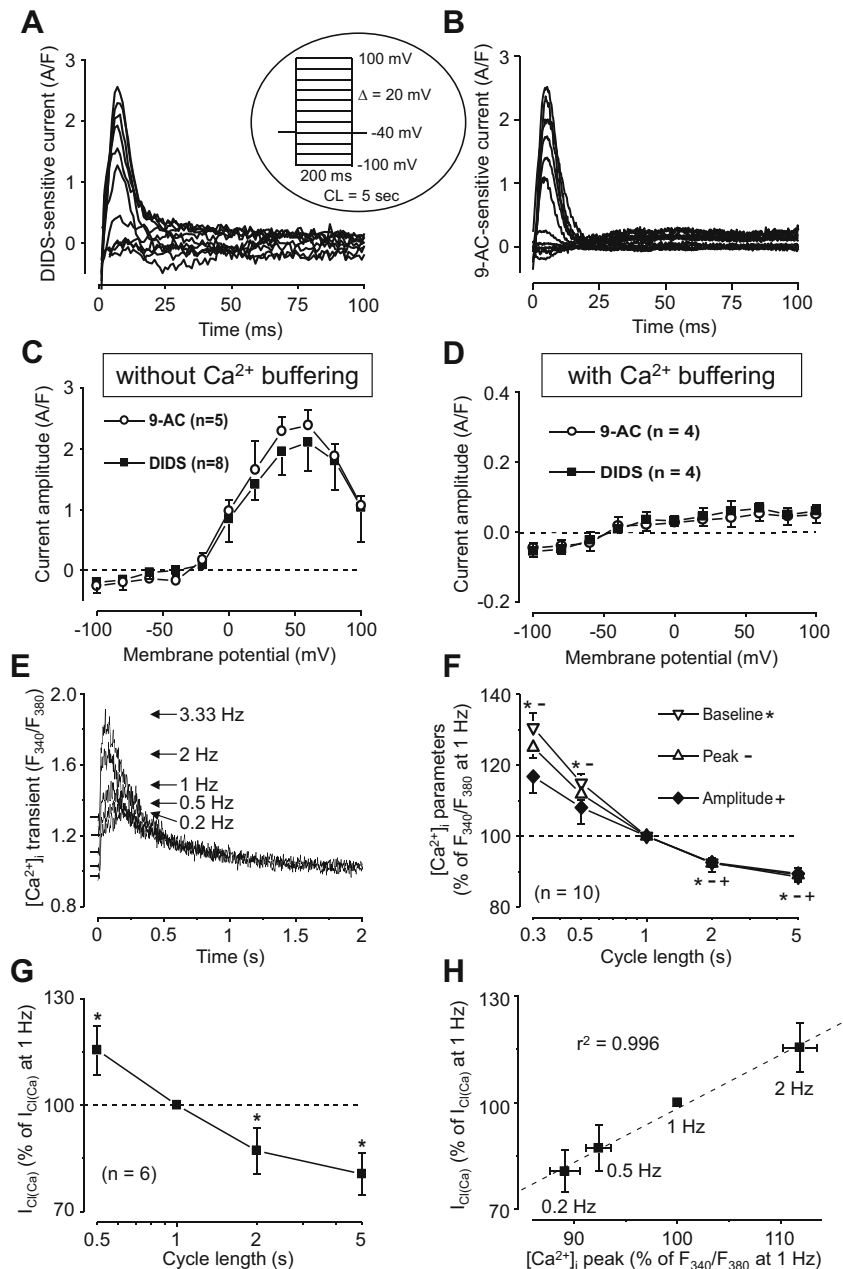 A
DIDS-sensitive current (A/F)
3
2
1
0
0
25
50
75
100
Time (ms)
100 mV
Δ = 20 mV
-40 mV
-100 mV
200 ms
CL = 5 sec
B
9-AC-sensitive current (A/F)
3
2
1
0
0
25
50
75
100
Time (ms)
C
without Ca²⁺ buffering
Current amplitude (A/F)
3
2
1
0
9-AC (n=5)
DIDS (n=8)
-100
-50
0
50
100
Membrane potential (mV)
D
with Ca²⁺ buffering
Current amplitude (A/F)
0.4
0.2
0.0
-0.2
9-AC (n = 4)
DIDS (n = 4)
-100
-50
0
50
100
Membrane potential (mV)
E
[Ca²⁺]ᵢ transient (F₃₄₀/F₃₈₀)
2.0
1.6
1.2
0.8
3.33 Hz
2 Hz
1 Hz
0.5 Hz
0.2 Hz
0
0.5
1
1.5
2
Time (s)
F
[Ca²⁺]ᵢ parameters
(% of F₃₄₀/F₃₈₀ at 1 Hz)
140
120
100
80
* -
* -
Baseline *
Peak -
Amplitude +
* - +
* - +
(n = 10)
0.3
0.5
1
2
5
Cycle length (s)
G
I_Cl(Ca) (% of I_Cl(Ca) at 1 Hz)
130
100
70
*
*
*
(n = 6)
0.5
1
2
5
Cycle length (s)
H
I_Cl(Ca) (% of I_Cl(Ca) at 1 Hz)
130
100
70
r² = 0.996
2 Hz
1 Hz
0.5 Hz
0.2 Hz
90
100
110
[Ca²⁺]ᵢ peak (% of F₃₄₀/F₃₈₀ at 1 Hz)